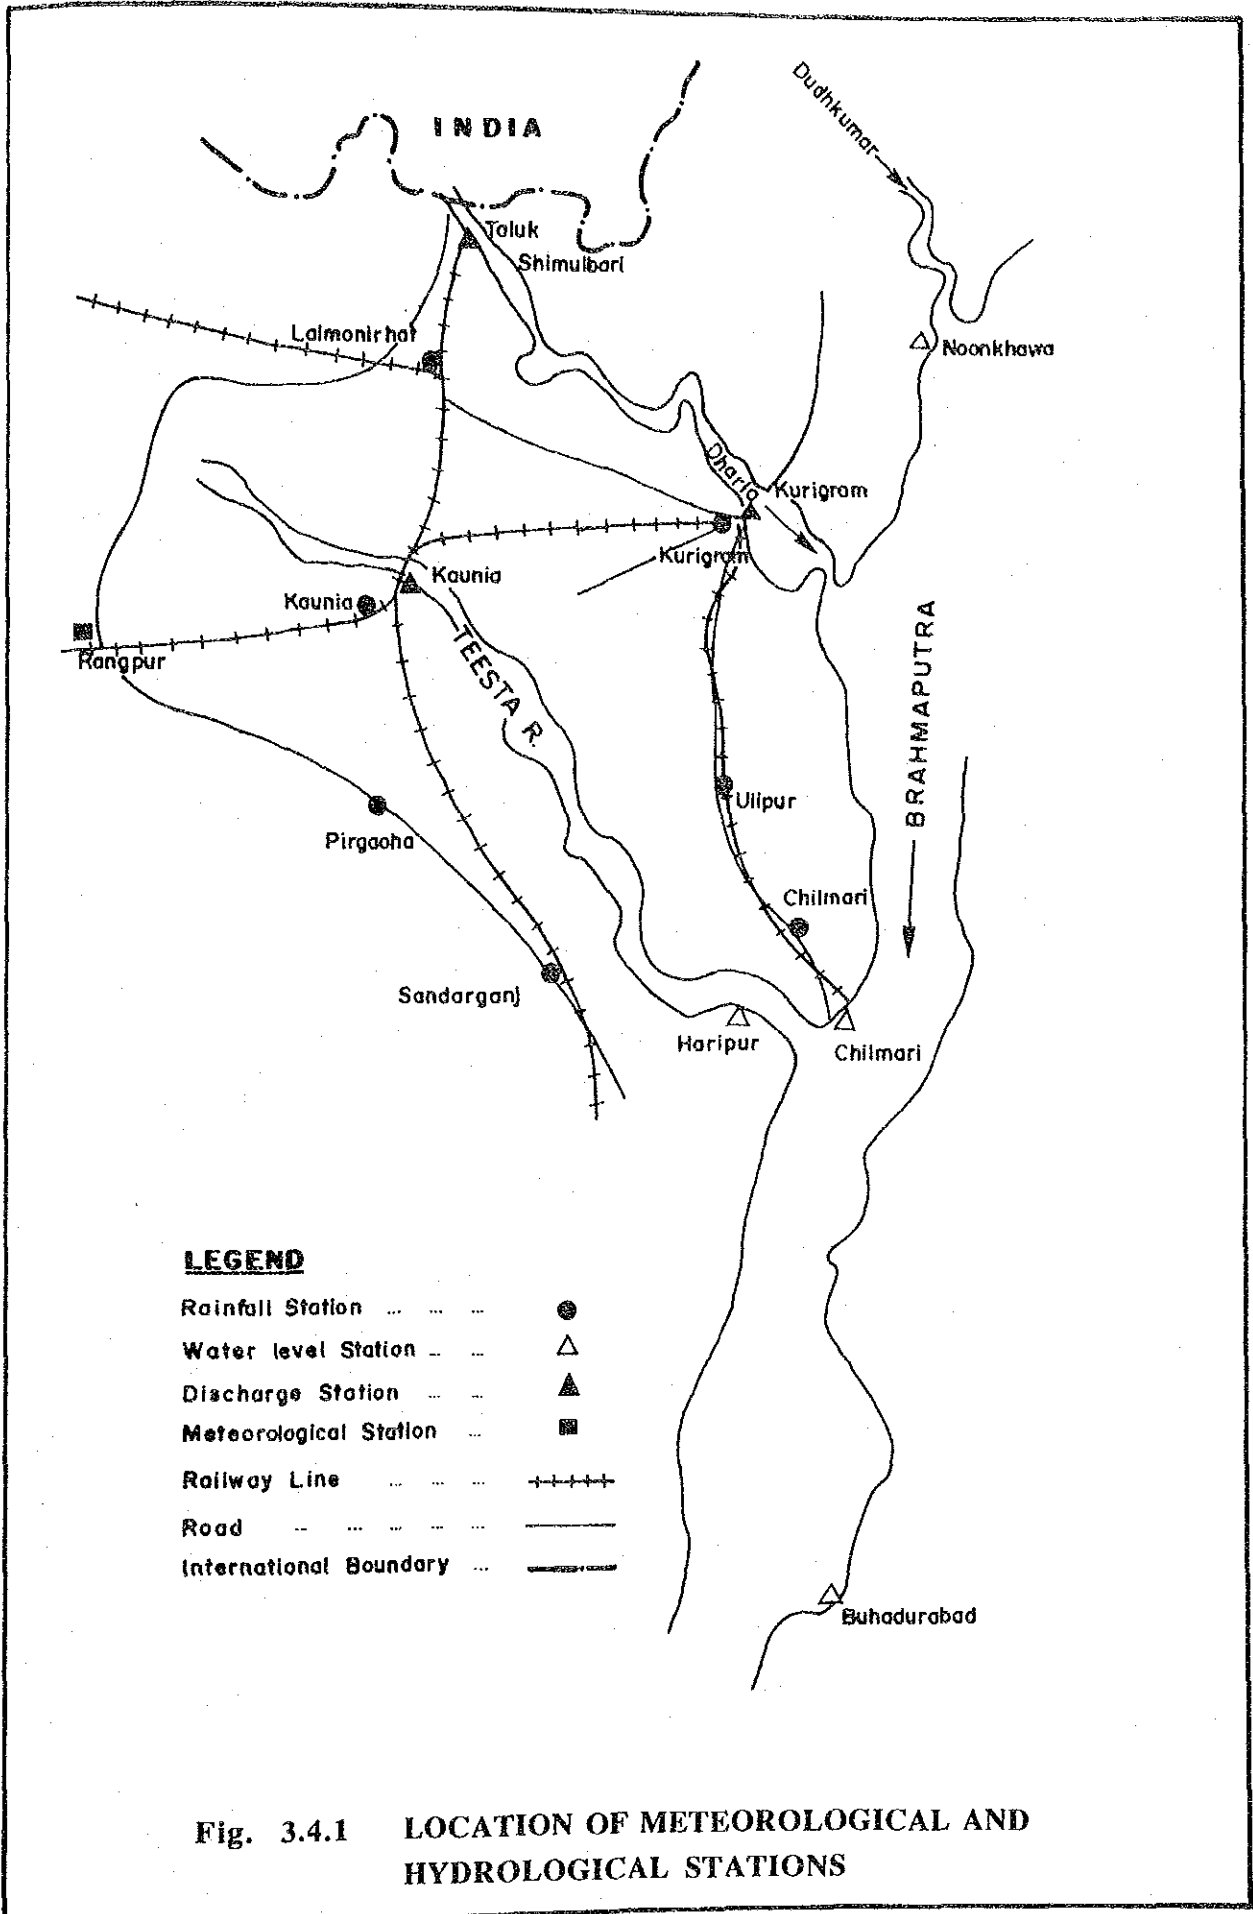 INDIA
Dudhkumar
Taluk
Shimulbari
Lalmonirhat
Noonkhawa
Dharla
Kurigram
Kurigram
Kaunia
Kaunia
Rangpur
TEESTA R.
BRAHMAPUTRA
Ulipur
Pirgaoha
Chilmari
Sandarganj
Haripur
Chilmari
LEGEND
Rainfall Station ... ... ...
Water level Station .. ...
Discharge Station ... ...
Meteorological Station ...
Railway Line ... ... ...
Road .. ... ... ... ...
International Boundary ...
Buhadurabad
Fig. 3.4.1 LOCATION OF METEOROLOGICAL AND
HYDROLOGICAL STATIONS